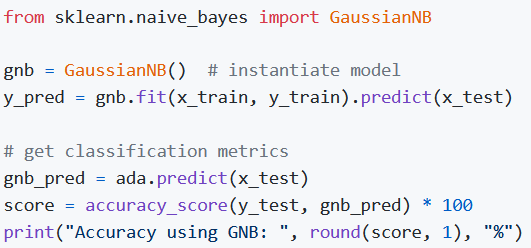 from sklearn.naive_bayes import GaussianNB
gnb = GaussianNB()  # instantiate model
y_pred = gnb.fit(x_train, y_train).predict(x_test)
# get classification metrics
gnb_pred = ada.predict(x_test)
score = accuracy_score(y_test, gnb_pred) * 100
print("Accuracy using GNB: ", round(score, 1), "%")